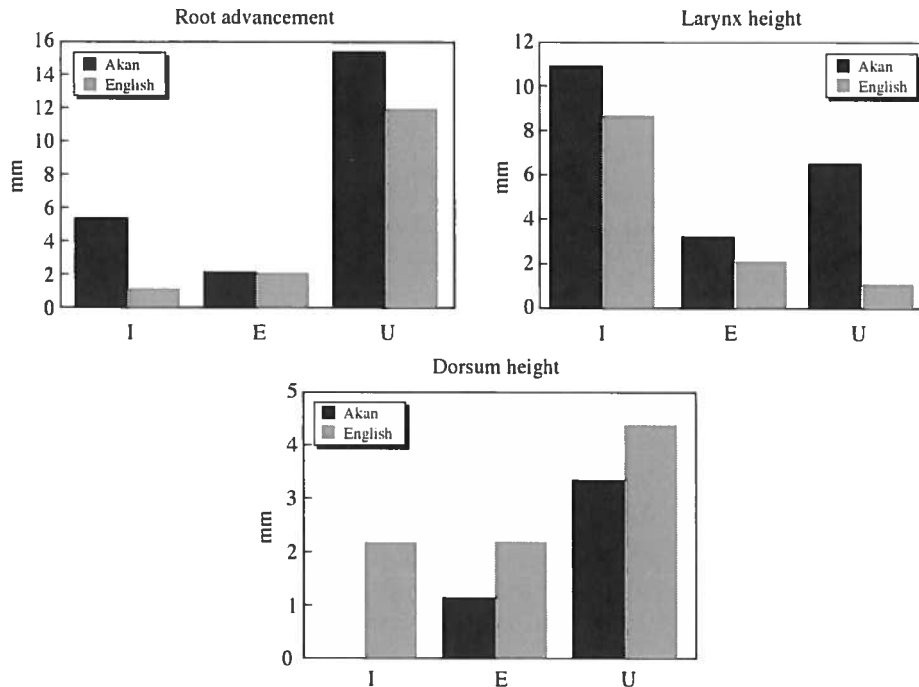 Root advancement
16
14
12
10
8
6
4
2
0
mm
Akan
English
I E U
Larynx height
12
10
8
6
4
2
0
mm
Akan
English
I E U
Dorsum height
5
4
3
2
1
0
mm
Akan
English
I E U